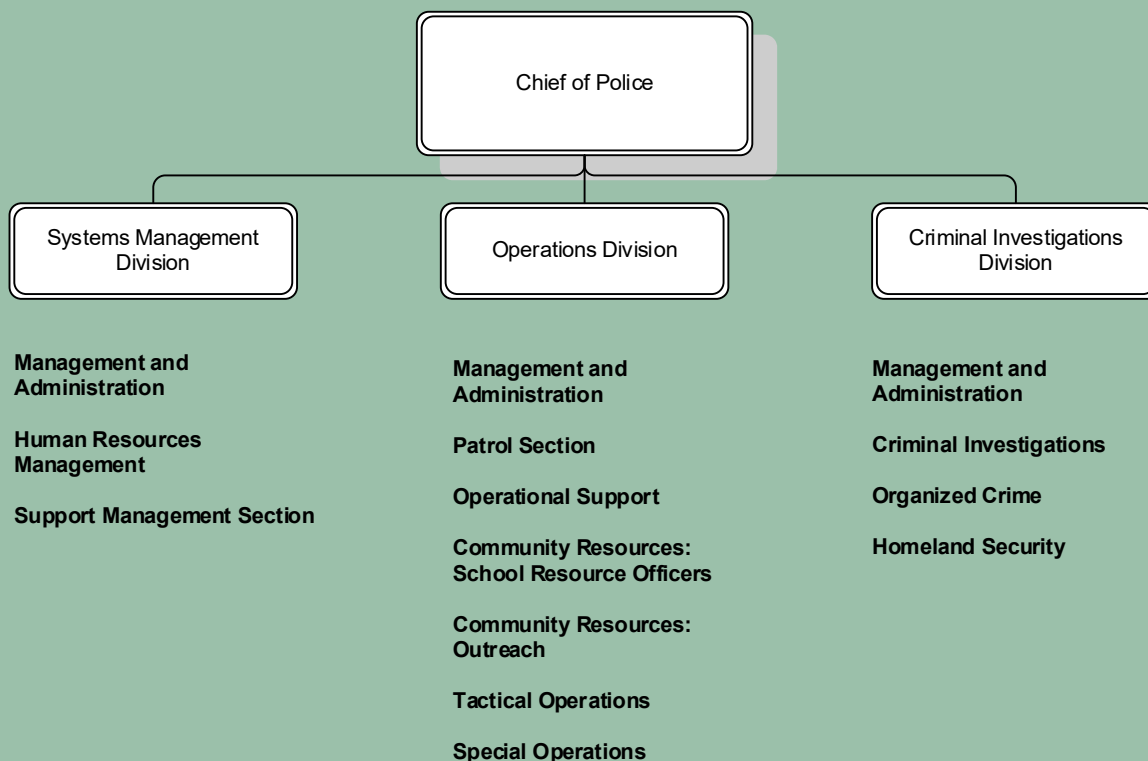 Chief of Police
Systems Management
Division
Operations Division
Criminal Investigations
Division
Management and
Administration
Human Resources
Management
Support Management Section
Management and
Administration
Patrol Section
Operational Support
Community Resources:
School Resource Officers
Community Resources:
Outreach
Tactical Operations
Special Operations
Management and
Administration
Criminal Investigations
Organized Crime
Homeland Security